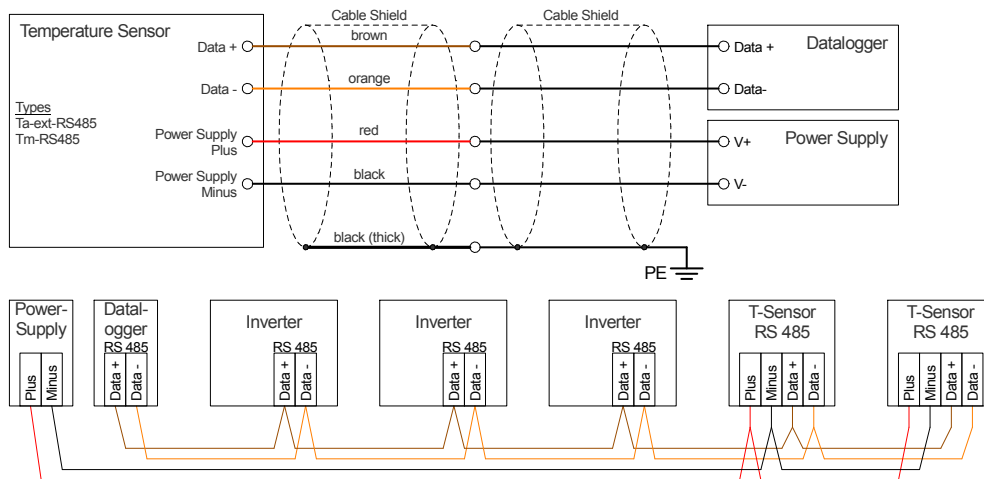 Cable Shield
Cable Shield
Temperature Sensor
Data +
brown
Data +
Datalogger
Data -
orange
Data-
Types
Ta-ext-RS485
Tm-RS485
Power Supply
Plus
red
V+
Power Supply
Power Supply
Minus
black
V-
black (thick)
PE
Power-
Supply
Plus
Minus
Datal-
ogger
RS 485
Data +
Data -
Inverter
RS 485
Data +
Data -
Inverter
RS 485
Data +
Data -
Inverter
RS 485
Data +
Data -
T-Sensor
RS 485
Plus
Minus
Data+
Data -
T-Sensor
RS 485
Plus
Minus
Data +
Data -